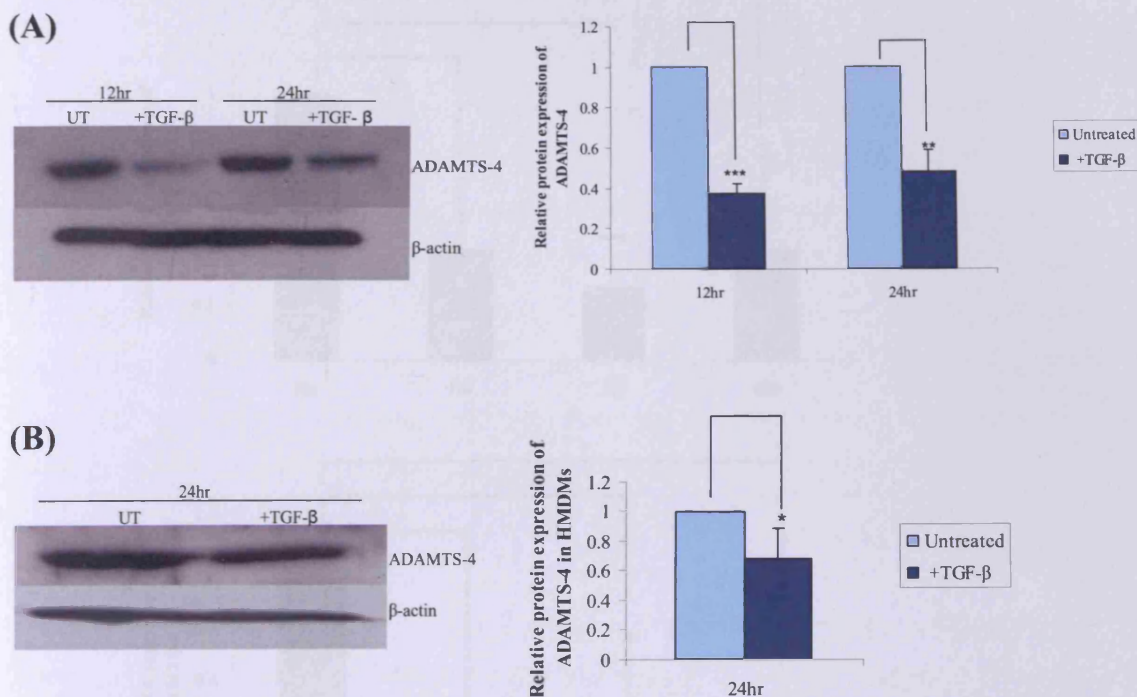 (A)
12hr 24hr
UT +TGF-β UT +TGF- β
ADAMTS-4
β-actin
Relative protein expression of
ADAMTS-4
1.2
1
0.8
0.6
0.4
0.2
0
***
**
12hr 24hr
Untreated
+TGF-β
(B)
24hr
UT +TGF-β
ADAMTS-4
β-actin
Relative protein expression of
ADAMTS-4 in HMDMs
1.2
1
0.8
0.6
0.4
0.2
0
*
24hr
Untreated
+TGF-β